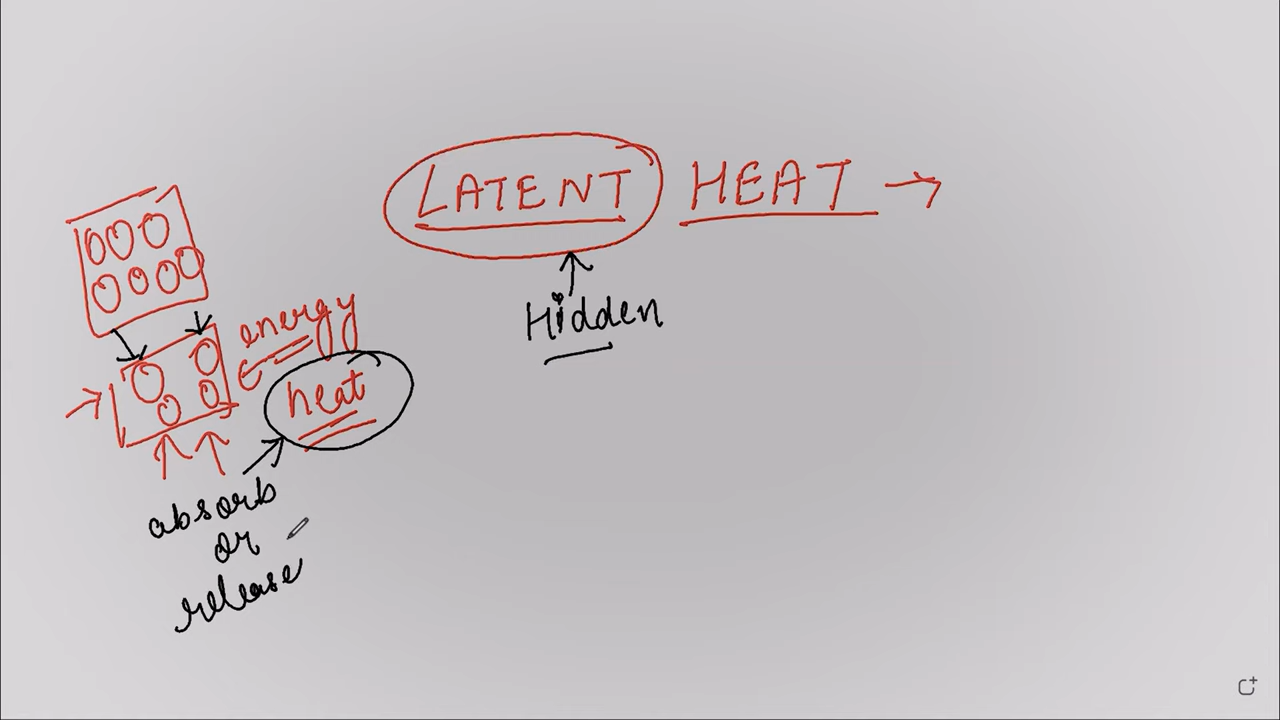 LATENT HEAT →
Hidden
energy
heat
absorb
or
release